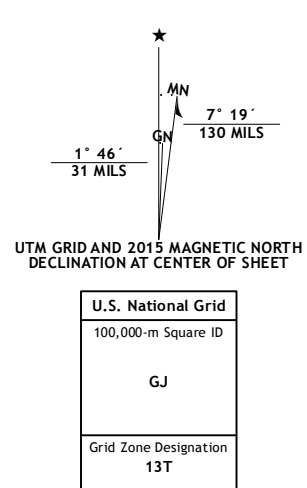 ★
MN
GN
7° 19´
130 MILS
1° 46´
31 MILS
UTM GRID AND 2015 MAGNETIC NORTH
DECLINATION AT CENTER OF SHEET
U.S. National Grid
100,000-m Square ID
GJ
Grid Zone Designation
13T